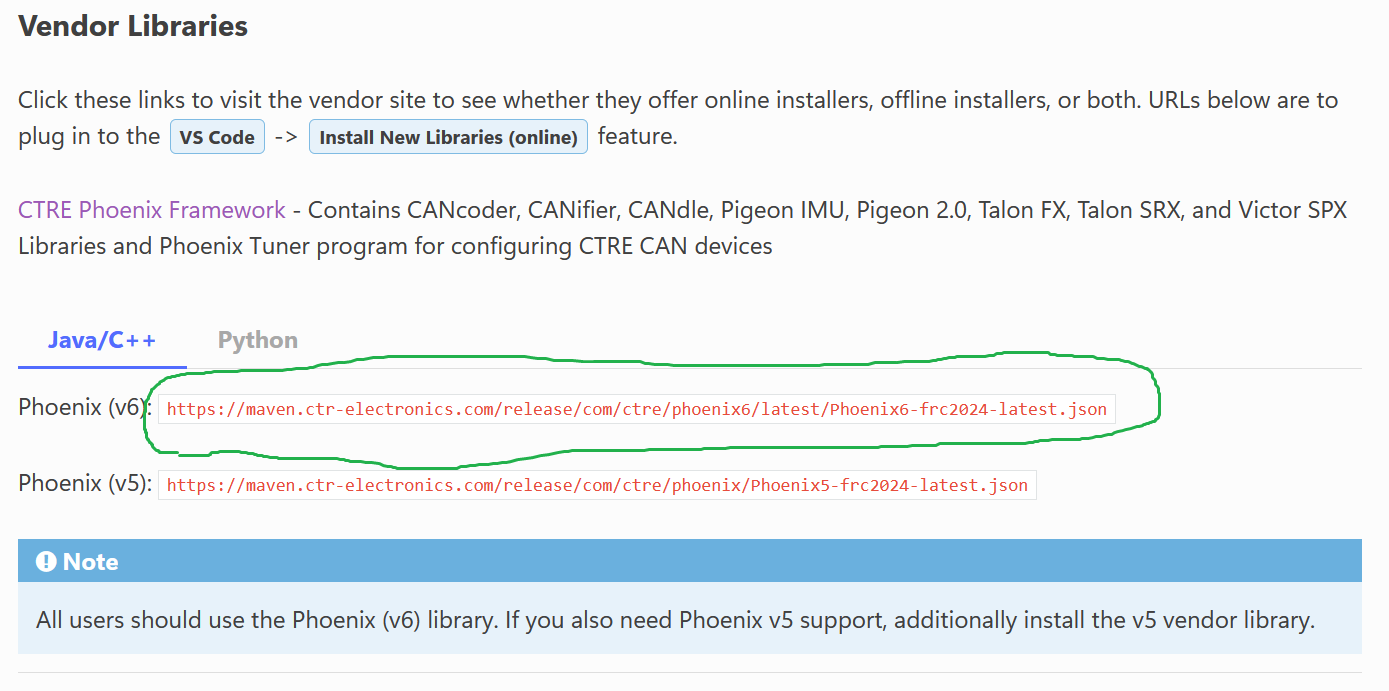 Vendor Libraries
Click these links to visit the vendor site to see whether they offer online installers, offline installers, or both. URLs below are to
plug in to the VS Code -> Install New Libraries (online) feature.
CTRE Phoenix Framework - Contains CANcoder, CANifier, CANdle, Pigeon IMU, Pigeon 2.0, Talon FX, Talon SRX, and Victor SPX
Libraries and Phoenix Tuner program for configuring CTRE CAN devices
Java/C++ Python
Phoenix (v6): https://maven.ctr-electronics.com/release/com/ctre/phoenix6/latest/Phoenix6-frc2024-latest.json
Phoenix (v5): https://maven.ctr-electronics.com/release/com/ctre/phoenix/Phoenix5-frc2024-latest.json
Note
All users should use the Phoenix (v6) library. If you also need Phoenix v5 support, additionally install the v5 vendor library.